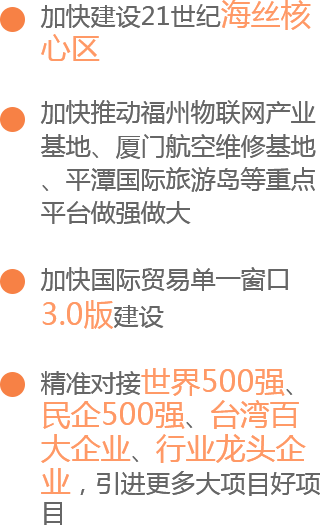 加快建设21世纪海丝核
心区
加快推动福州物联网产业
基地、厦门航空维修基地
、平潭国际旅游岛等重点
平台做强做大
加快国际贸易单一窗口
3.0版建设
精准对接世界500强、
民企500强、台湾百
大企业、行业龙头企
业，引进更多大项目好项
目